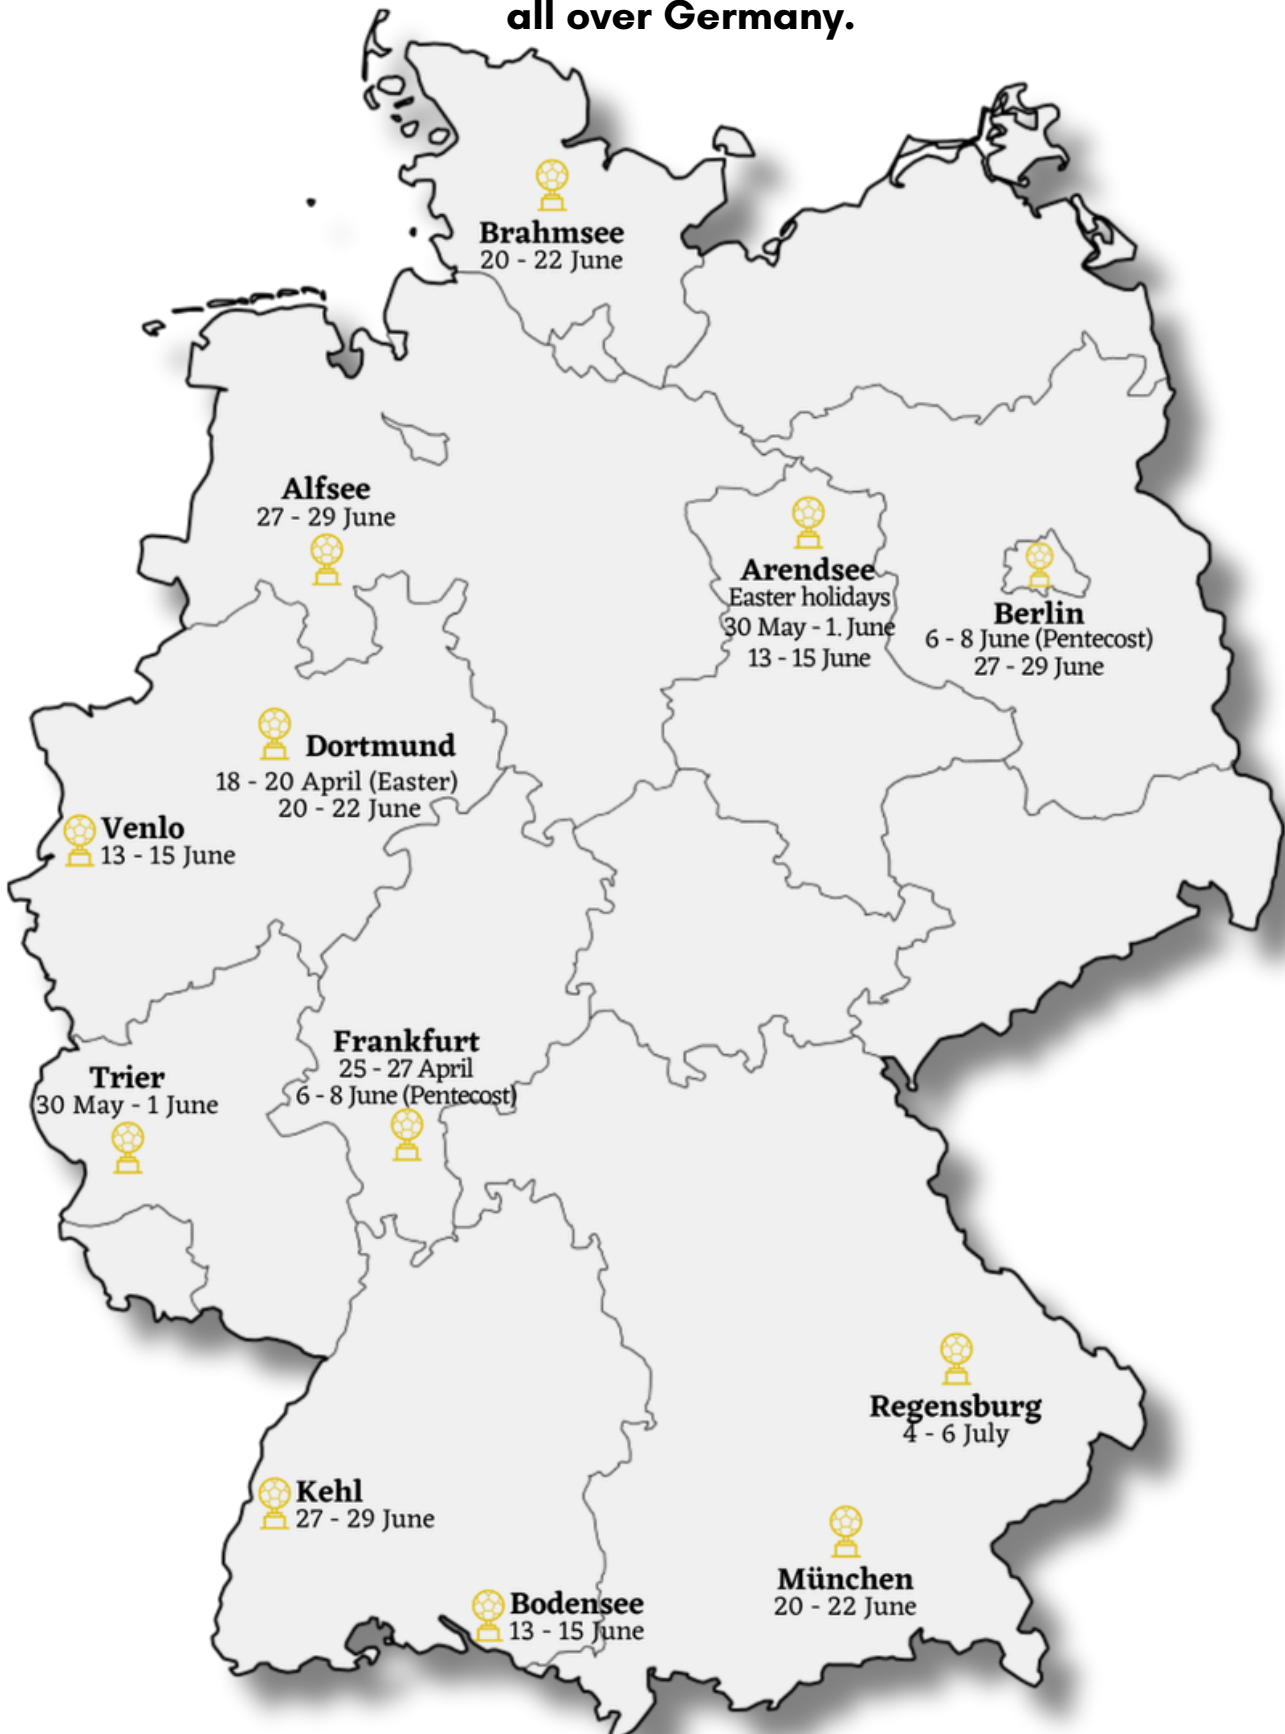 all over Germany.
Brahmsee
20 - 22 June
Alfsee
27 - 29 June
Arendsee
Easter holidays
30 May - 1. June
13 - 15 June
Berlin
6 - 8 June (Pentecost)
27 - 29 June
Dortmund
18 - 20 April (Easter)
20 - 22 June
Venlo
13 - 15 June
Frankfurt
25 - 27 April
6 - 8 June (Pentecost)
Trier
30 May - 1 June
Regensburg
4 - 6 July
Kehl
27 - 29 June
München
20 - 22 June
Bodensee
13 - 15 June